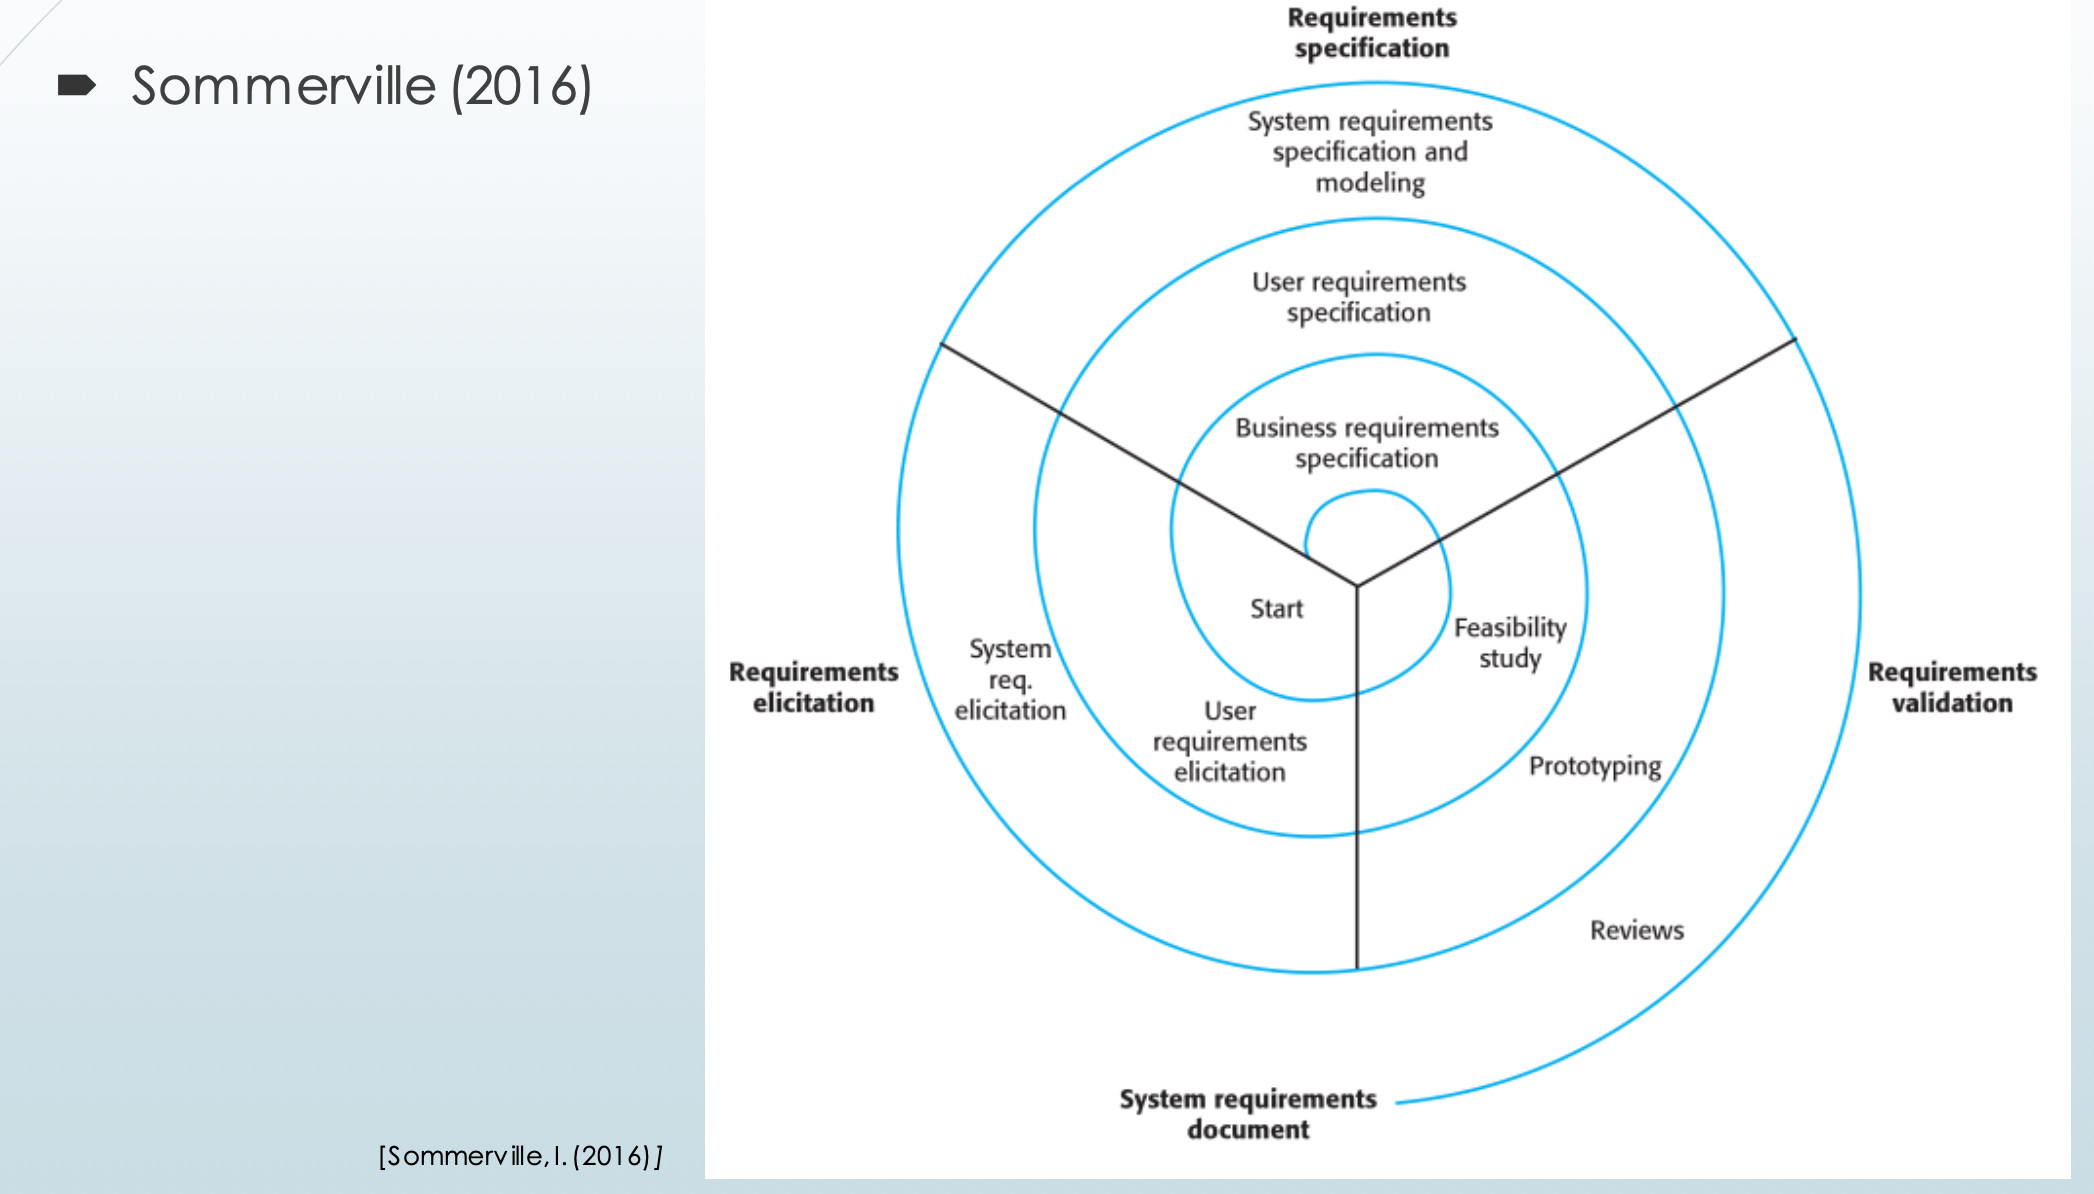 Sommerville (2016)
Requirements
specification
System requirements
specification and
modeling
User requirements
specification
Business requirements
specification
Start
Feasibility
study
System
req.
elicitation
Requirements
elicitation
Requirements
validation
User
requirements
elicitation
Prototyping
Reviews
System requirements
document
[Sommerville, I. (2016)]